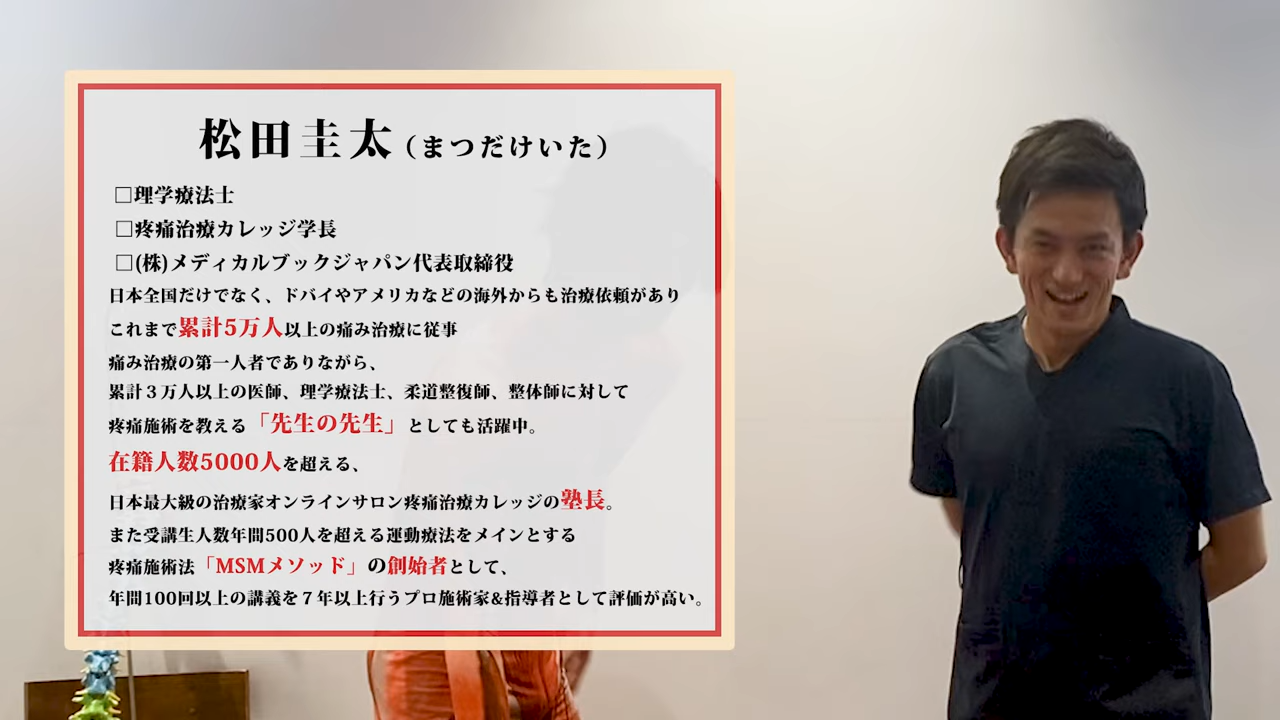 松田圭太(まつだけいた)
□理学療法士
□疼痛治療カレッジ学長
□(株)メディカルブックジャパン代表取締役
日本全国だけでなく、ドバイやアメリカなどの海外からも治療依頼があり
これまで累計5万人以上の痛み治療に従事
痛み治療の第一人者でありながら、
累計３万人以上の医師、理学療法士、柔道整復師、整体師に対して
疼痛施術を教える「先生の先生」としても活躍中。
在籍人数5000人を超える、
日本最大級の治療家オンラインサロン疼痛治療カレッジの塾長。
また受講生人数年間500人を超える運動療法をメインとする
疼痛施術法「MSMメソッド」の創始者として、
年間100回以上の講義を７年以上行うプロ施術家&指導者として評価が高い。